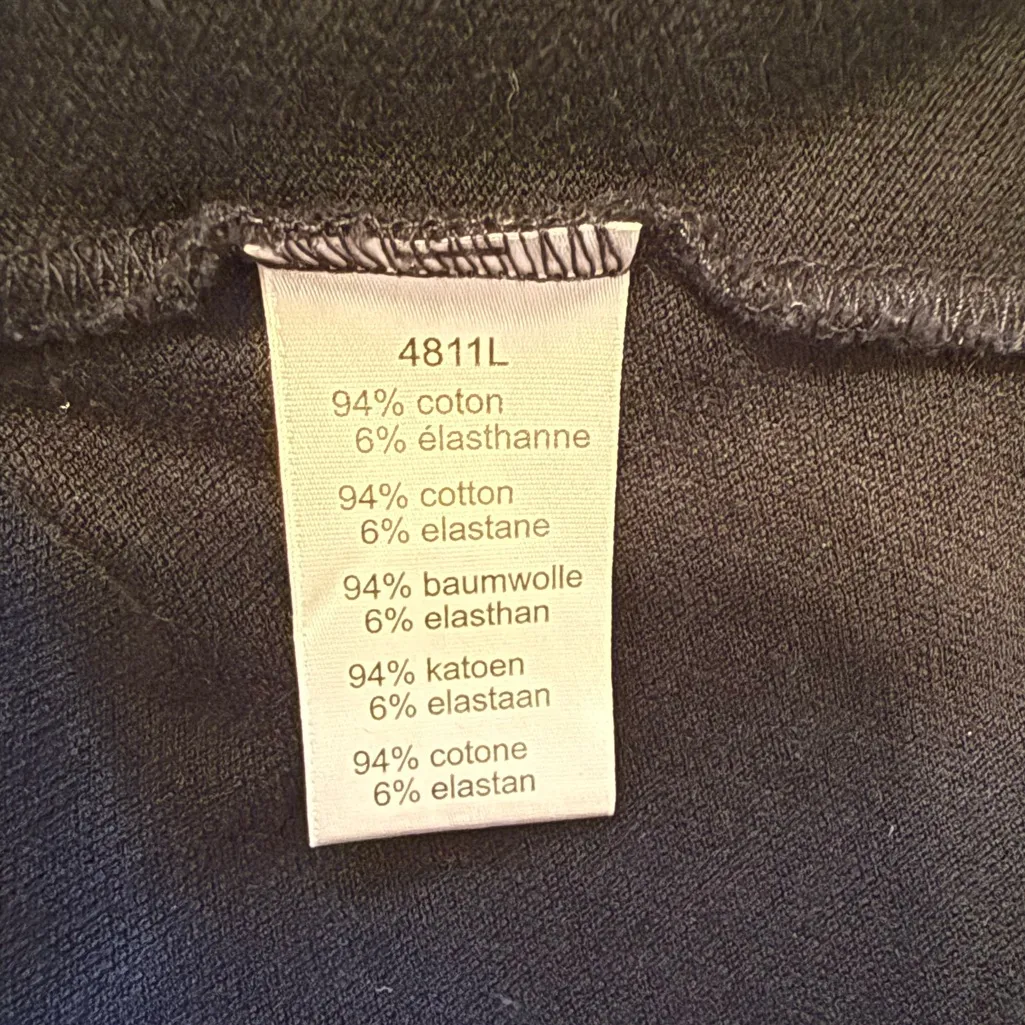 4811L
94% coton
6% élasthanne
94% cotton
6% elastane
94% baumwolle
6% elasthan
94% katoen
6% elastaan
94% cotone
6% elastan